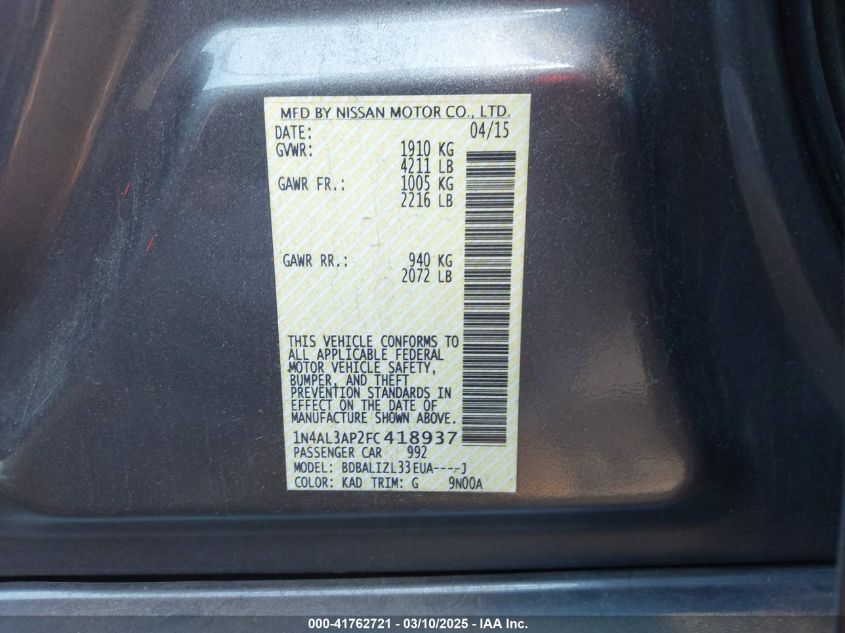 MFD BY NISSAN MOTOR CO., LTD.
DATE: 04/15
GVWR: 1910 KG
4211 LB
GAWR FR.: 1005 KG
2216 LB
GAWR RR.: 940 KG
2072 LB
THIS VEHICLE CONFORMS TO
ALL APPLICABLE FEDERAL
MOTOR VEHICLE SAFETY,
BUMPER, AND THEFT
PREVENTION STANDARDS IN
EFFECT ON THE DATE OF
MANUFACTURE SHOWN ABOVE.
1N4AL3AP2FC418937
PASSENGER CAR 992
MODEL: BDBALIZL33EUA----J
COLOR: KAD TRIM: G 9N00A
000-41762721 - 03/10/2025 - IAA Inc.